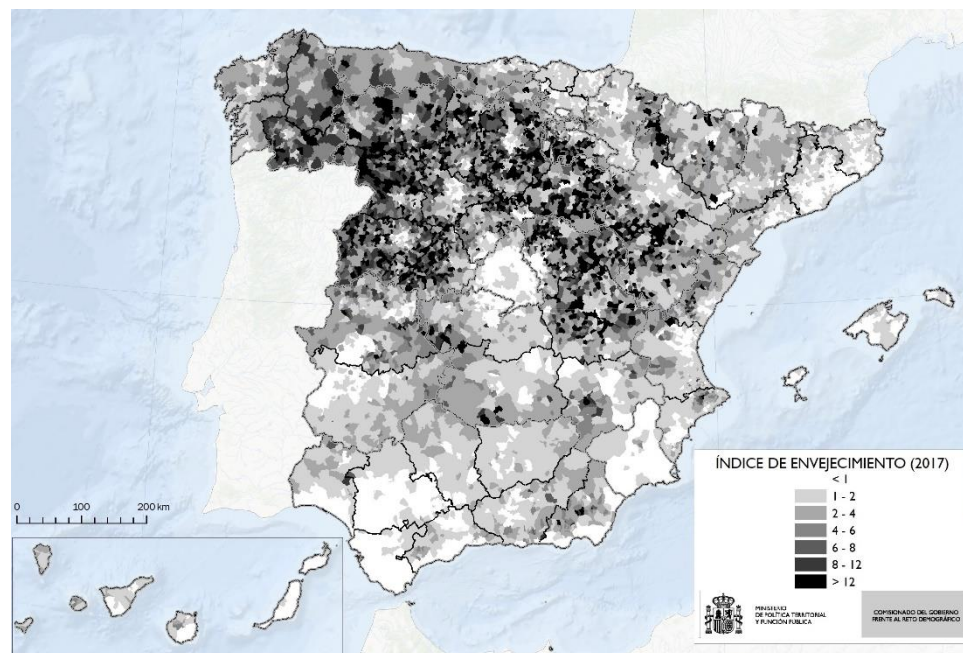 ÍNDICE DE ENVEJECIMIENTO (2017)
< 1
1 - 2
2 - 4
4 - 6
6 - 8
8 - 12
> 12
0 50 100 200 km
MINISTERIO
DE POLÍTICA TERRITORIAL
Y FUNCIÓN PÚBLICA
COMISIONADO DEL GOBIERNO
FRENTE AL RETO DEMOGRÁFICO